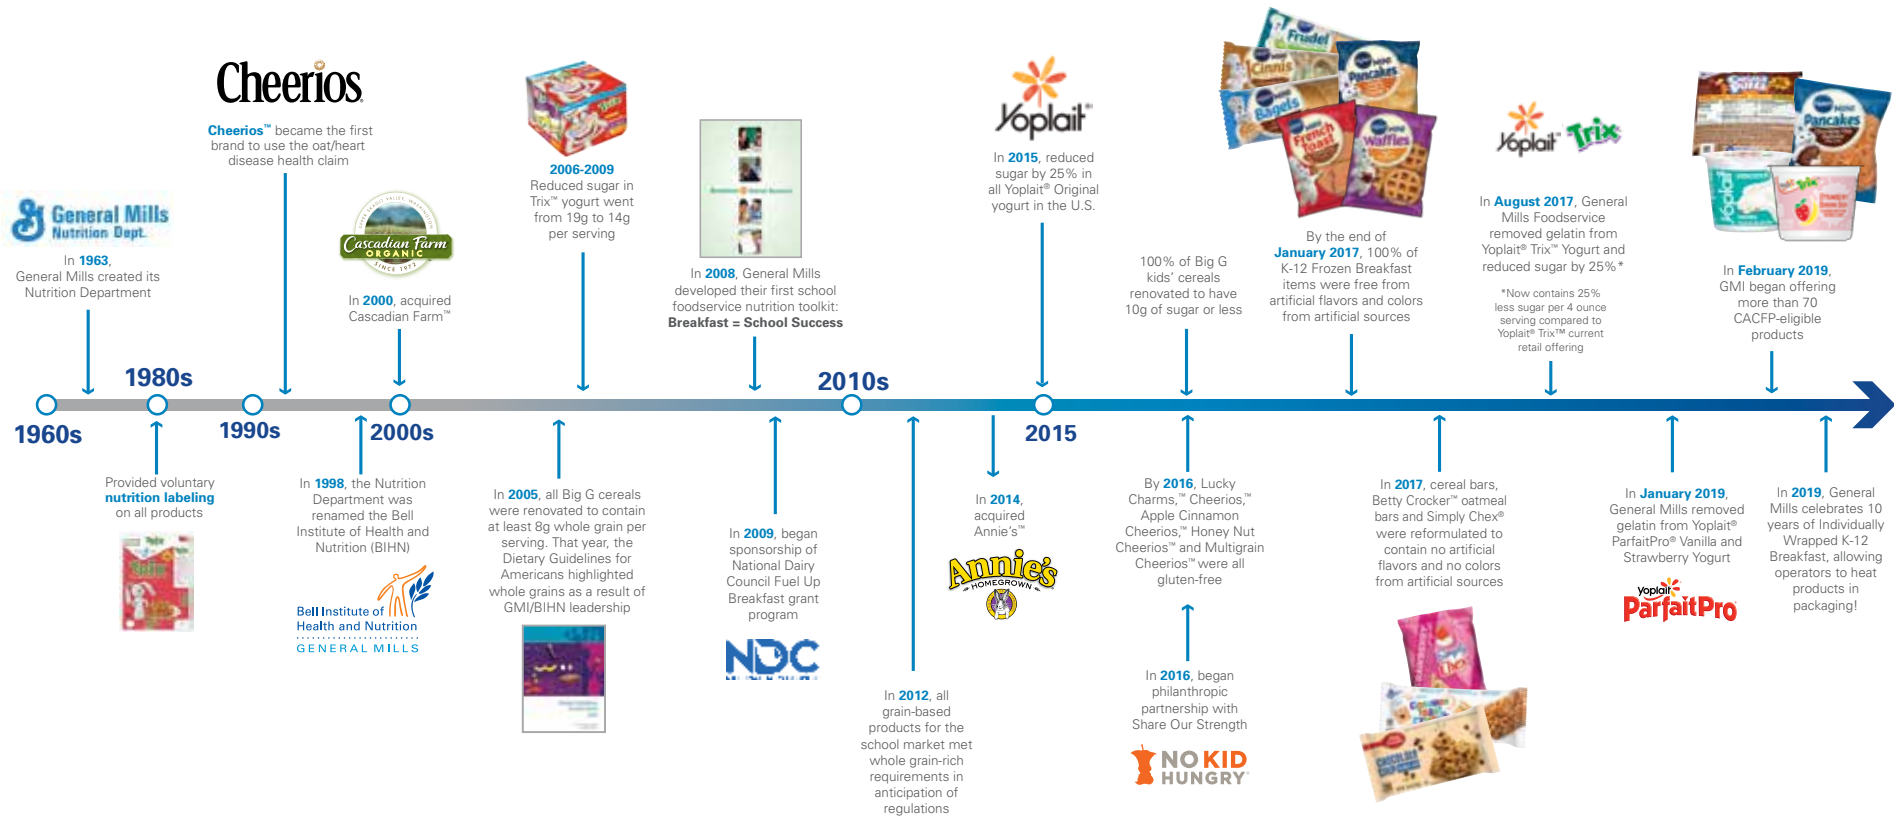 General Mills
Nutrition Dept.
In 1963,
General Mills created its
Nutrition Department
Cheerios
Cheerios™ became the first
brand to use the oat/heart
disease health claim
Cascadian Farm
ORGANIC
SINCE 1972
In 2000, acquired
Cascadian Farm™
2006-2009
Reduced sugar in
Trix™ yogurt went
from 19g to 14g
per serving
In 2008, General Mills
developed their first school
foodservice nutrition toolkit:
Breakfast = School Success
Yoplait
In 2015, reduced
sugar by 25% in
all Yoplait® Original
yogurt in the U.S.
100% of Big G
kids’ cereals
renovated to have
10g of sugar or less
Frudel
Mini
Cinnis
Mini
Pancakes
Bagels
French
Toast
Waffles
By the end of
January 2017, 100% of
K-12 Frozen Breakfast
items were free from
artificial flavors and colors
from artificial sources
Yoplait Trix
In August 2017, General
Mills Foodservice
removed gelatin from
Yoplait® Trix™ Yogurt and
reduced sugar by 25%*
*Now contains 25%
less sugar per 4 ounce
serving compared to
Yoplait® Trix™ current
retail offering
Mini
Pancakes
Yoplait
Trix
In February 2019,
GMI began offering
more than 70
CACFP-eligible
products
1960s
1980s
1990s
2000s
2010s
2015
Provided voluntary
nutrition labeling
on all products
In 1998, the Nutrition
Department was
renamed the Bell
Institute of Health and
Nutrition (BIHN)
Bell Institute of
Health and Nutrition
GENERAL MILLS
In 2005, all Big G cereals
were renovated to contain
at least 8g whole grain per
serving. That year, the
Dietary Guidelines for
Americans highlighted
whole grains as a result of
GMI/BIHN leadership
In 2009, began
sponsorship of
National Dairy
Council Fuel Up
Breakfast grant
program
NDC
In 2012, all
grain-based
products for the
school market met
whole grain-rich
requirements in
anticipation of
regulations
In 2014,
acquired
Annie’s™
Annie's
HOMEGROWN
By 2016, Lucky
Charms,™ Cheerios,™
Apple Cinnamon
Cheerios,™ Honey Nut
Cheerios™ and Multigrain
Cheerios™ were all
gluten-free
In 2016, began
philanthropic
partnership with
Share Our Strength
NO KID
HUNGRY
In 2017, cereal bars,
Betty Crocker™ oatmeal
bars and Simply Chex®
were reformulated to
contain no artificial
flavors and no colors
from artificial sources
In January 2019,
General Mills removed
gelatin from Yoplait®
ParfaitPro® Vanilla and
Strawberry Yogurt
Yoplait
ParfaitPro
In 2019, General
Mills celebrates 10
years of Individually
Wrapped K-12
Breakfast, allowing
operators to heat
products in
packaging!